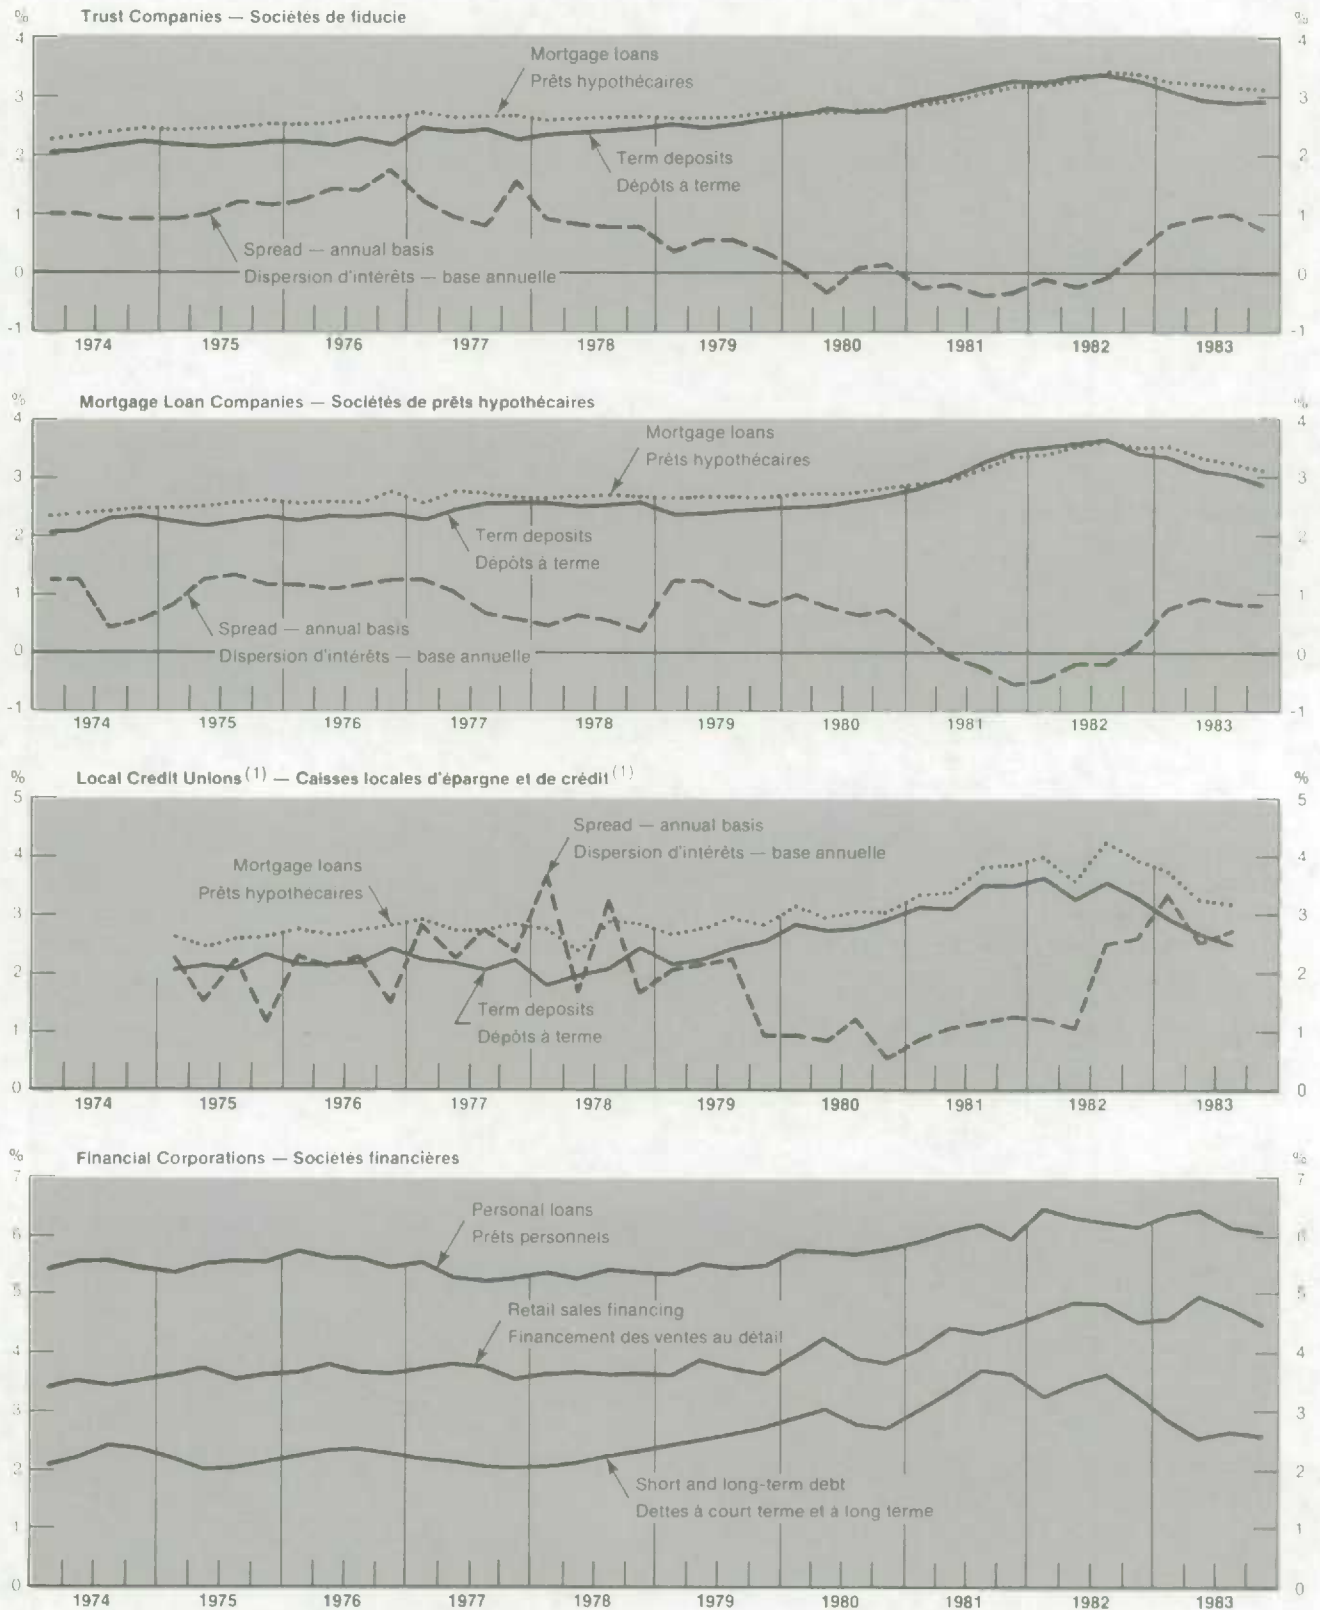 Trust Companies — Sociétés de fiducie
% %
4 4
3 3
2 2
1 1
0 0
-1 -1
Mortgage loans
Prêts hypothécaires
Term deposits
Dépôts à terme
Spread — annual basis
Dispersion d'intérêts — base annuelle
1974 1975 1976 1977 1978 1979 1980 1981 1982 1983
Mortgage Loan Companies — Sociétés de prêts hypothécaires
% %
4 4
3 3
2 2
1 1
0 0
-1 -1
Mortgage loans
Prêts hypothécaires
Term deposits
Dépôts à terme
Spread — annual basis
Dispersion d'intérêts — base annuelle
1974 1975 1976 1977 1978 1979 1980 1981 1982 1983
Local Credit Unions (1) — Caisses locales d'épargne et de crédit (1)
% %
5 5
4 4
3 3
2 2
1 1
0 0
Spread — annual basis
Dispersion d'intérêts — base annuelle
Mortgage loans
Prêts hypothécaires
Term deposits
Dépôts à terme
1974 1975 1976 1977 1978 1979 1980 1981 1982 1983
Financial Corporations — Sociétés financières
% %
7 7
6 6
5 5
4 4
3 3
2 2
1 1
0 0
Personal loans
Prêts personnels
Retail sales financing
Financement des ventes au détail
Short and long-term debt
Dettes à court terme et à long terme
1974 1975 1976 1977 1978 1979 1980 1981 1982 1983